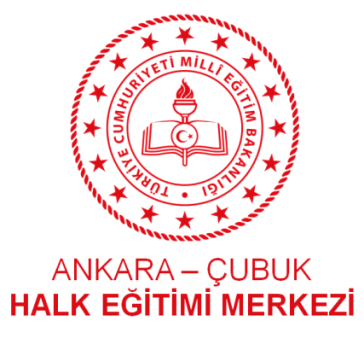 TÜRKİYE CUMHURİYETİ MİLLÎ EĞİTİM BAKANLIĞI
ANKARA – ÇUBUK
HALK EĞİTİMİ MERKEZİ